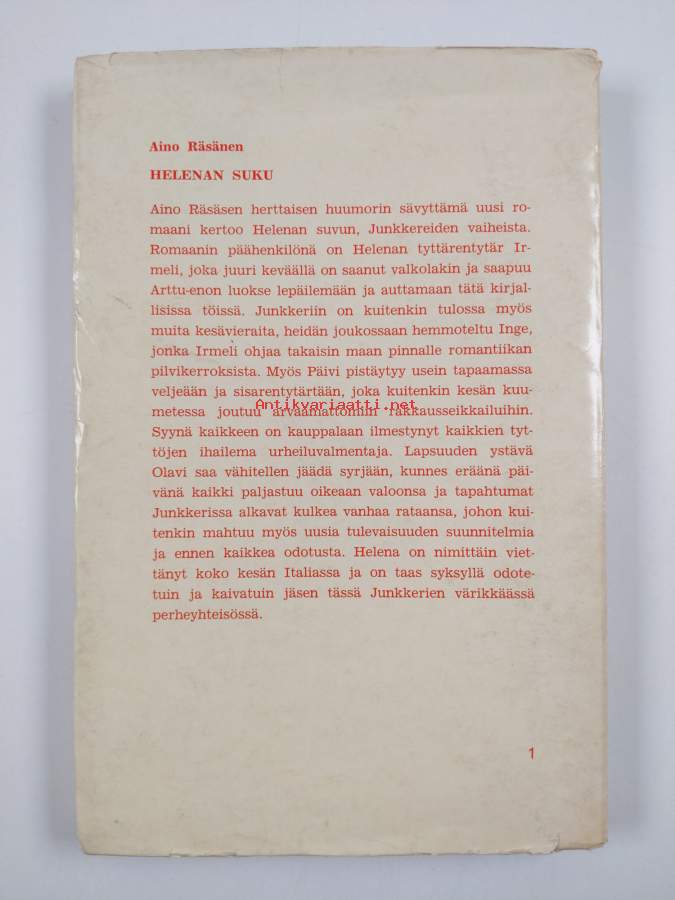 Aino Räsänen
HELENAN SUKU
Aino Räsäsen herttaisen huumorin sävyttämä uusi ro-
maani kertoo Helenan suvun, Junkkereiden vaiheista.
Romaanin päähenkilönä on Helenan tyttärentytär Ir-
meli, joka juuri keväällä on saanut valkolakin ja saapuu
Arttu-enon luokse lepäilemään ja auttamaan tätä kirjal-
lisissa töissä. Junkkeriin on kuitenkin tulossa myös
muita kesävieraita, heidän joukossaan hemmoteltu Inge,
jonka Irmeli ohjaa takaisin maan pinnalle romantiikan
pilvikerroksista. Myös Päivi pistäytyy usein tapaamassa
veljeään ja sisarentytärtään, joka kuitenkin kesän kuu-
Antikvariaatti.net
metessa joutuu arvaamattomiin rakkausseikkailuihin.
Syynä kaikkeen on kauppalaan ilmestynyt kaikkien tyt-
töjen ihailema urheiluvalmentaja. Lapsuuden ystävä
Olavi saa vähitellen jäädä syrjään, kunnes eräänä päi-
vänä kaikki paljastuu oikeaan valoonsa ja tapahtumat
Junkkerissa alkavat kulkea vanhaa rataansa, johon kui-
tenkin mahtuu myös uusia tulevaisuuden suunnitelmia
ja ennen kaikkea odotusta. Helena on nimittäin viet-
tänyt koko kesän Italiassa ja on taas syksyllä odote-
tuin ja kaivatuin jäsen tässä Junkkerien värikkäässä
perheyhteisössä.
1